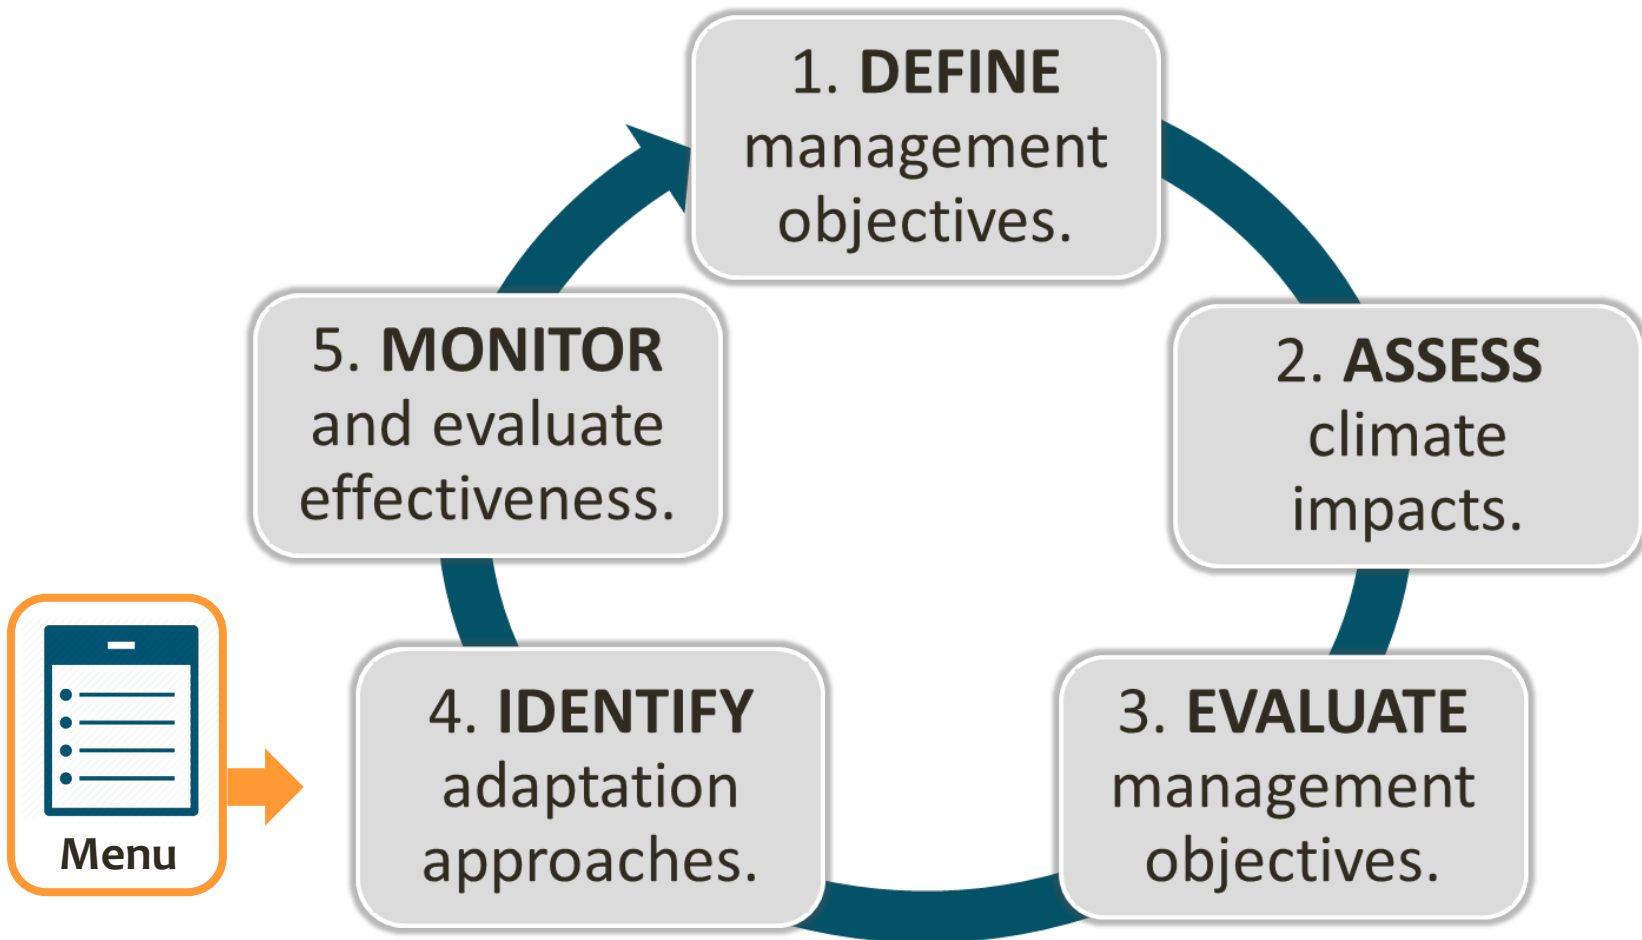 1. DEFINE
management
objectives.
2. ASSESS
climate
impacts.
3. EVALUATE
management
objectives.
4. IDENTIFY
adaptation
approaches.
5. MONITOR
and evaluate
effectiveness.
Menu